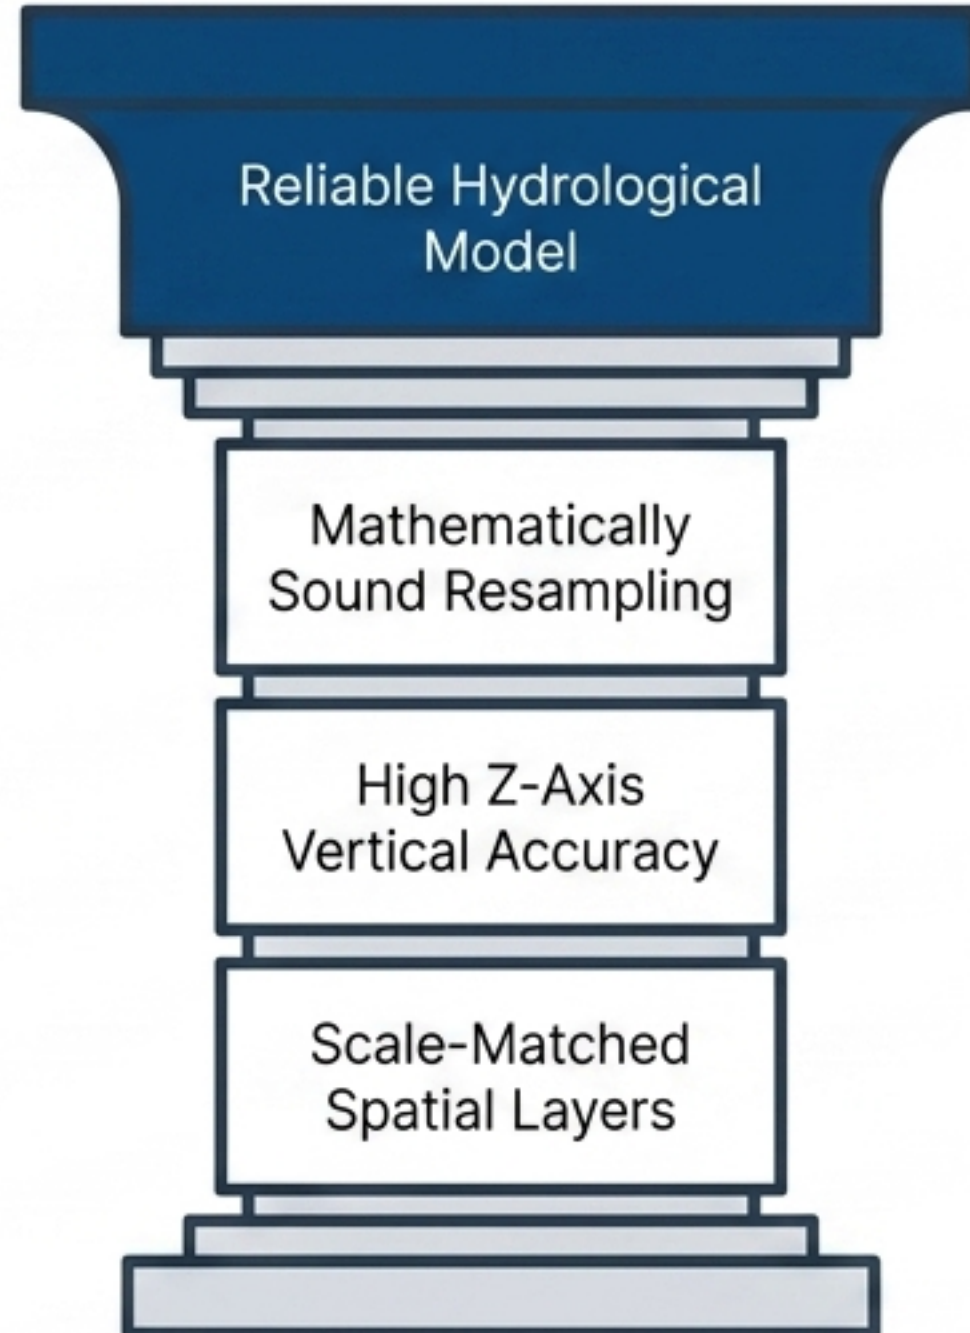 Reliable Hydrological
Model
Mathematically
Sound Resampling
High Z-Axis
Vertical Accuracy
Scale-Matched
Spatial Layers